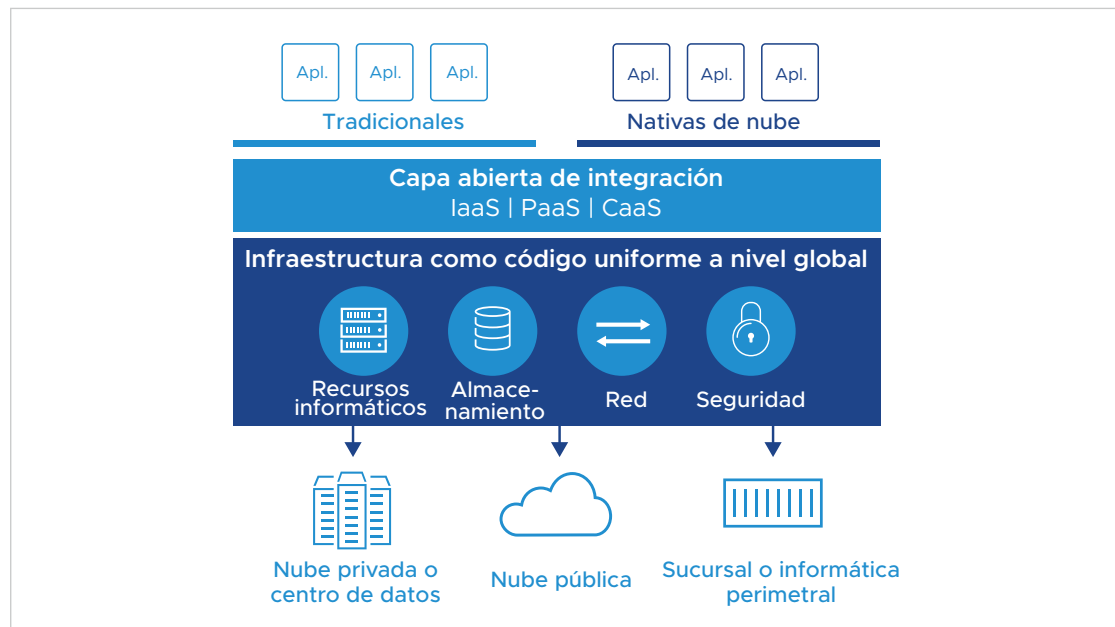 Apl. Apl. Apl. Apl. Apl. Apl.
Tradicionales
Nativas de nube
Capa abierta de integración
IaaS | PaaS | CaaS
Infraestructura como código uniforme a nivel global
Recursos
informáticos
Almace-
namiento
Red
Seguridad
Nube privada o
centro de datos
Nube pública
Sucursal o informática
perimetral